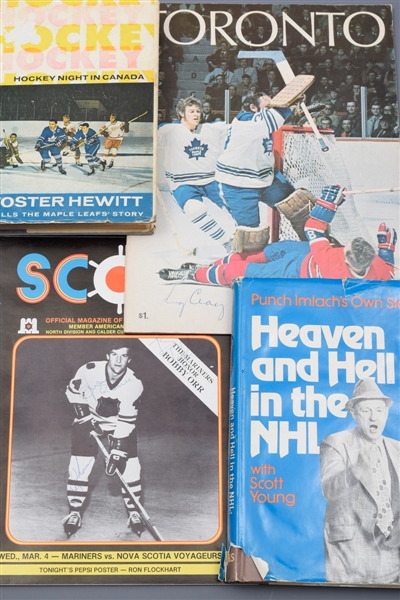 HOCKEY
HOCKEY
HOCKEY NIGHT IN CANADA
FOSTER HEWITT
LLS THE MAPLE LEAFS' STORY
TORONTO
$1.
SCO
OFFICIAL MAGAZINE OF
MEMBER AMERICAN
NORTH DIVISION AND CALDER CU
THE MARINERS
HONOR
BOBBY ORR
WED., MAR. 4 — MARINERS vs. NOVA SCOTIA VOYAGEURS
TONIGHT'S PEPSI POSTER - RON FLOCKHART
Punch Imlach's Own Sto
Heaven
and Hell
in the
NHL
with
Scott
Young
Heaven and Hell in the NHL